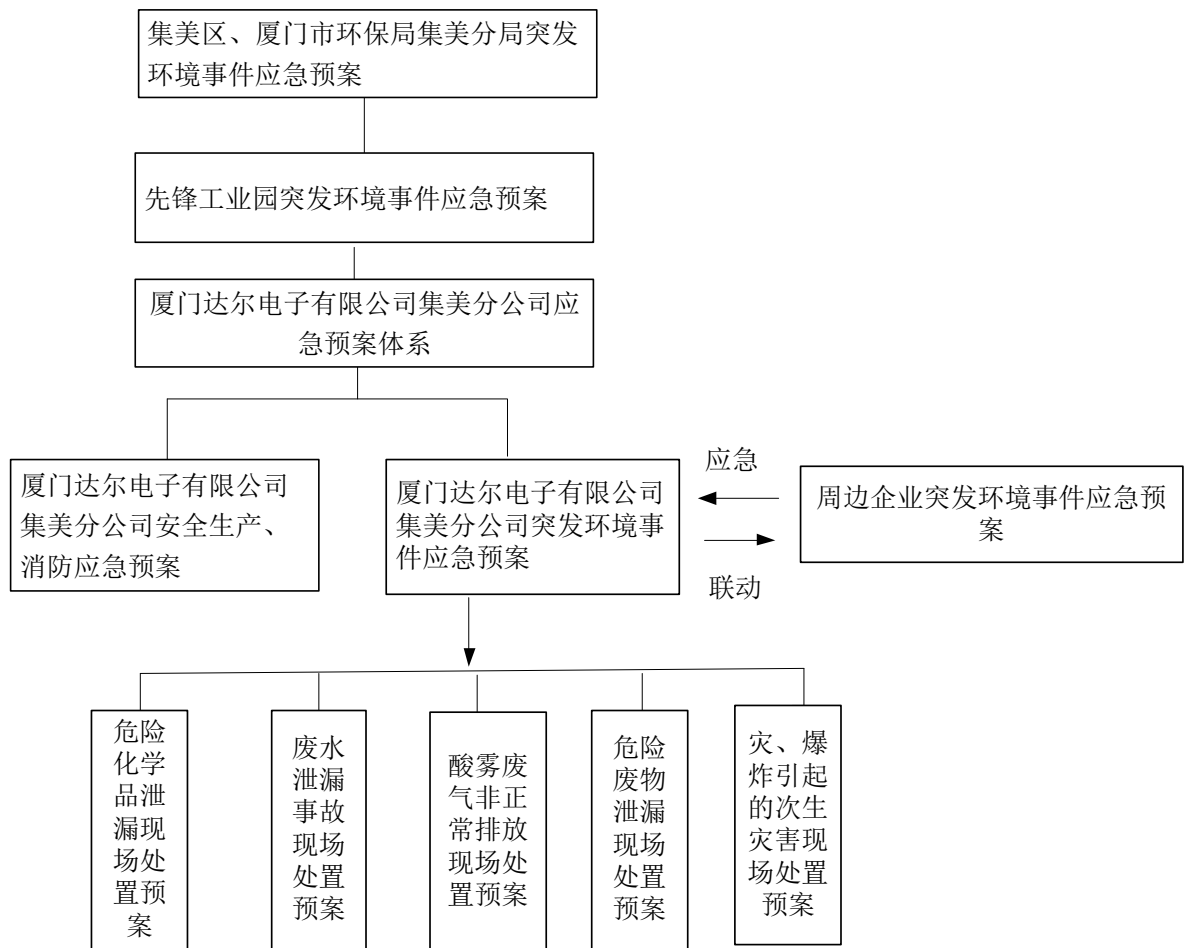 集美区、厦门市环保局集美分局突发
环境事件应急预案
先锋工业园突发环境事件应急预案
厦门达尔电子有限公司集美分公司应
急预案体系
厦门达尔电子有限公司
集美分公司安全生产、
消防应急预案
厦门达尔电子有限公司
集美分公司突发环境事
件应急预案
应急
联动
周边企业突发环境事件应急预
案
危险
化学
品泄
漏现
场处
置预
案
废水
泄漏
事故
现场
处置
预案
酸雾废
气非正
常排放
现场处
置预案
危险
废物
泄漏
现场
处置
预案
灾、爆
炸引起
的次生
灾害现
场处置
预案